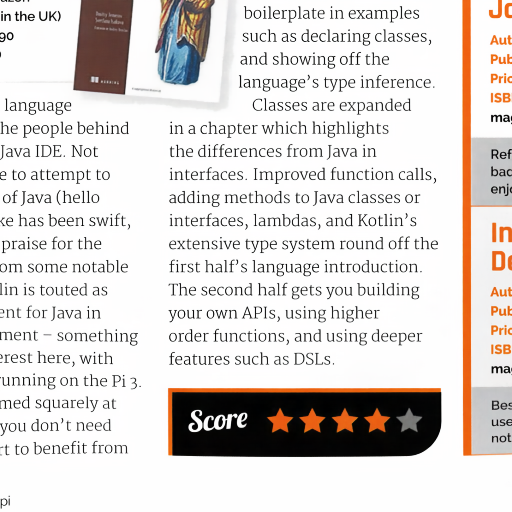 in the UK)
90
language
he people behind
Java IDE. Not
e to attempt to
of Java (hello
ke has been swift,
praise for the
om some notable
lin is touted as
ent for Java in
ment – something
erest here, with
running on the Pi 3.
med squarely at
you don't need
rt to benefit from
pi
MANNING
boilerplate in examples
such as declaring classes,
and showing off the
language's type inference.
Classes are expanded
in a chapter which highlights
the differences from Java in
interfaces. Improved function calls,
adding methods to Java classes or
interfaces, lambdas, and Kotlin's
extensive type system round off the
first half's language introduction.
The second half gets you building
your own APIs, using higher
order functions, and using deeper
features such as DSLs.
Score
Jo
Aut
Pub
Pric
ISB
mag
Ref
bac
enjo
In
De
Aut
Pub
Pric
ISB
mag
Bes
use
not